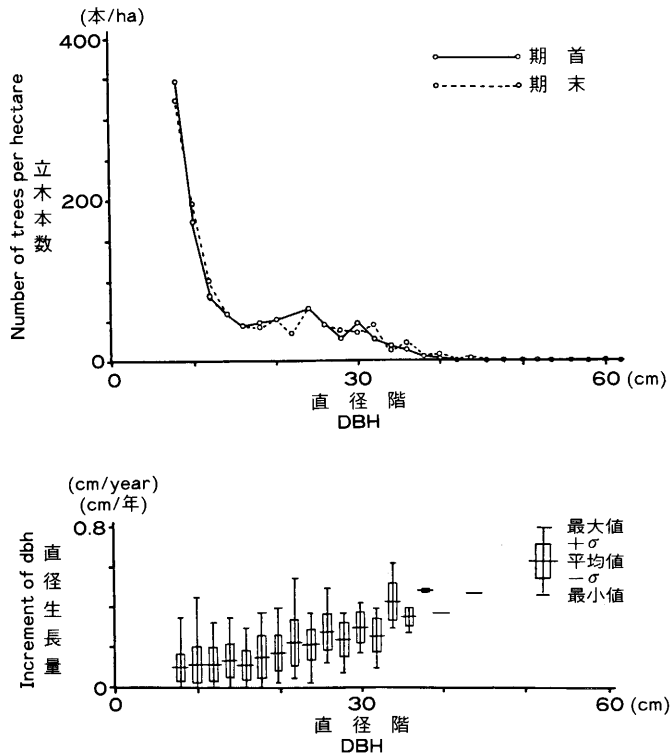 (本/ha)
400
200
0
Number of trees per hectare
立木本数
期 首
期 末
0
30
60 (cm)
直 径 階
DBH
(cm/year)
(cm/年)
0.8
0
Increment of dbh
直径生長量
最大値
+σ
平均値
-σ
最小値
0
30
60 (cm)
直 径 階
DBH